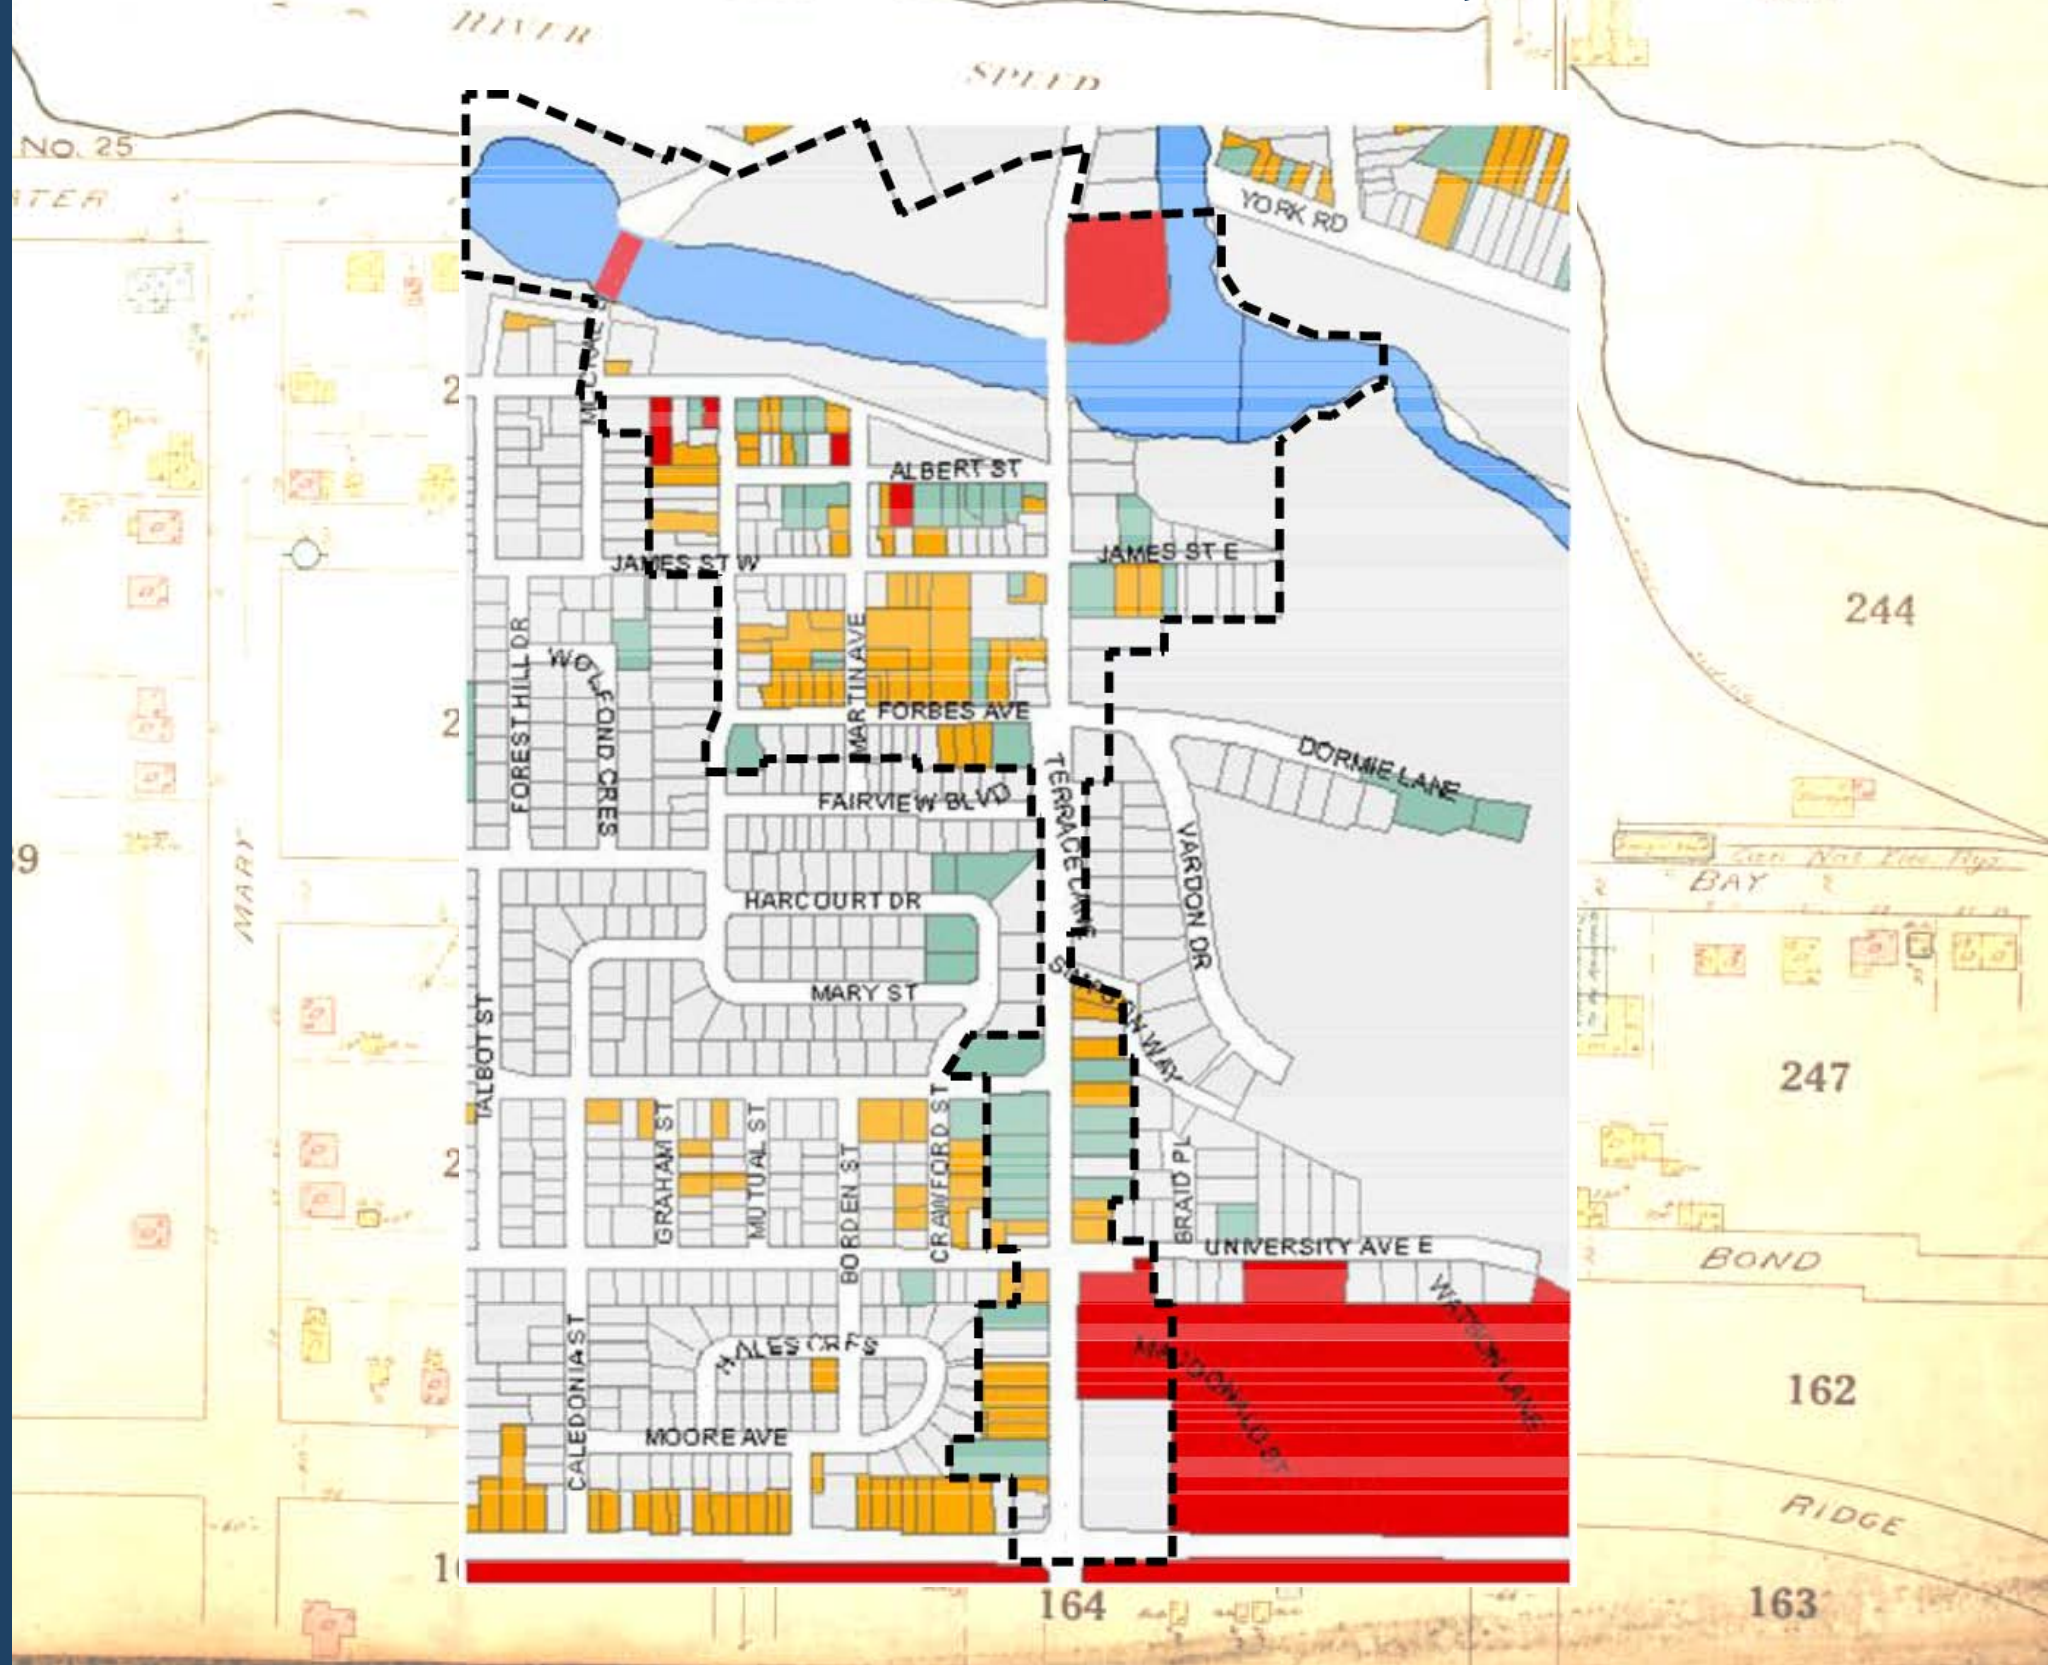 RIVER
SPEED
No. 25
YORK RD
ALBERT ST
JAMES ST W
JAMES ST E
244
FOREST HILL DR
WOLFOND CRES
MARTIN AVE
FORBES AVE
DORMIE LANE
TERRACE LANE
FAIRVIEW BLVD
VARDON DR
MARY
BAY
HARCOURT DR
SIMPSON WAY
MARY ST
247
TALBOT ST
GRAHAM ST
MUTUAL ST
BORDEN ST
CRAWFORD ST
BRAID PL
UNIVERSITY AVE E
BOND
WATSON LANE
CALEDONIA ST
MACDONALD ST
162
MOORE AVE
RIDGE
164
163